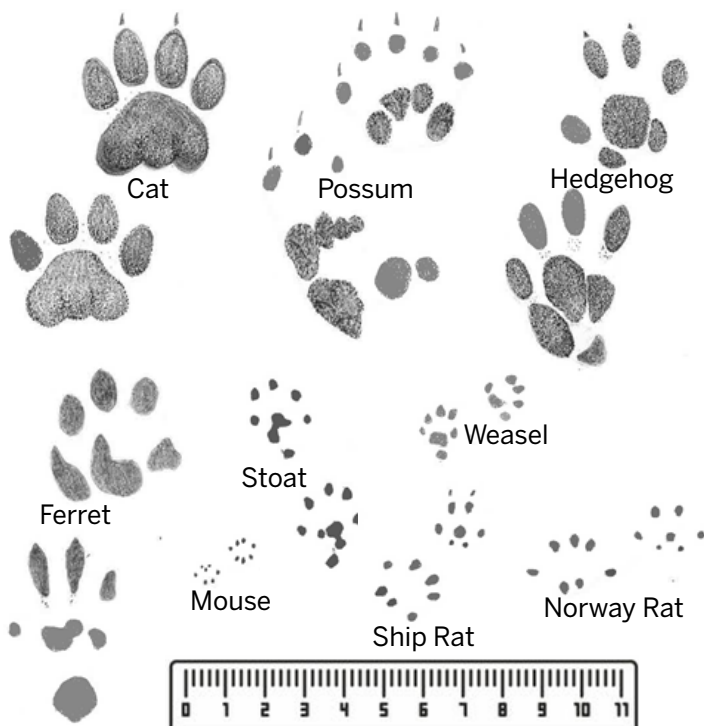 Cat
Possum
Hedgehog
Weasel
Stoat
Ferret
Mouse
Norway Rat
Ship Rat
0 1 2 3 4 5 6 7 8 9 10 11